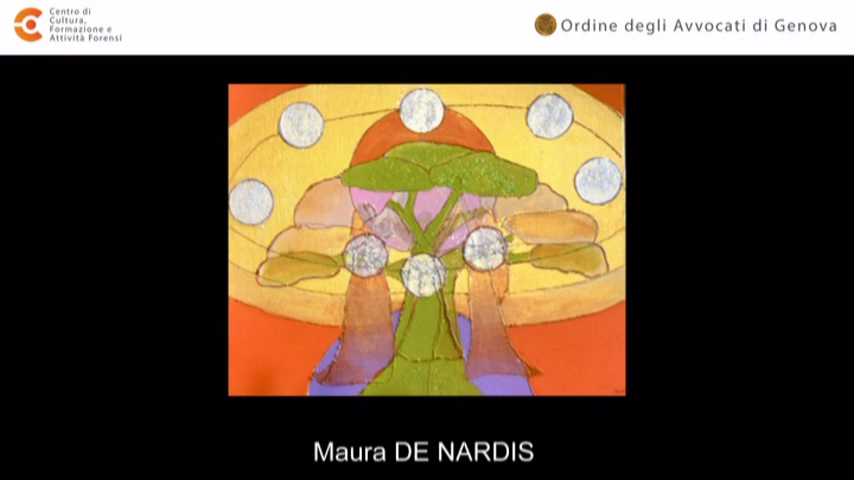 Centro di
Cultura,
Formazione e
Attività Forensi
Ordine degli Avvocati di Genova
Maura DE NARDIS